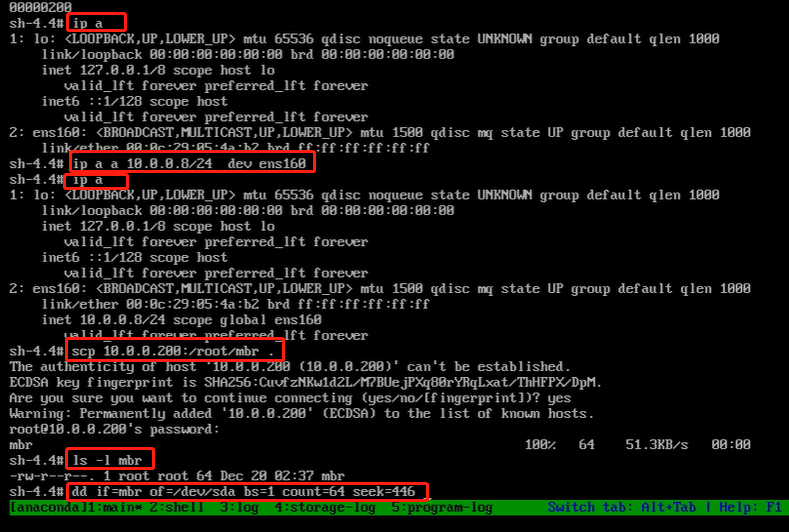 00000200
sh-4.4# ip a
1: lo: <LOOPBACK,UP,LOWER_UP> mtu 65536 qdisc noqueue state UNKNOWN group default qlen 1000
    link/loopback 00:00:00:00:00:00 brd 00:00:00:00:00:00
    inet 127.0.0.1/8 scope host lo
       valid_lft forever preferred_lft forever
    inet6 ::1/128 scope host
       valid_lft forever preferred_lft forever
2: ens160: <BROADCAST,MULTICAST,UP,LOWER_UP> mtu 1500 qdisc mq state UP group default qlen 1000
    link/ether 00:0c:29:05:4a:b2 brd ff:ff:ff:ff:ff:ff
sh-4.4# ip a a 10.0.0.8/24  dev ens160
sh-4.4# ip a
1: lo: <LOOPBACK,UP,LOWER_UP> mtu 65536 qdisc noqueue state UNKNOWN group default qlen 1000
    link/loopback 00:00:00:00:00:00 brd 00:00:00:00:00:00
    inet 127.0.0.1/8 scope host lo
       valid_lft forever preferred_lft forever
    inet6 ::1/128 scope host
       valid_lft forever preferred_lft forever
2: ens160: <BROADCAST,MULTICAST,UP,LOWER_UP> mtu 1500 qdisc mq state UP group default qlen 1000
    link/ether 00:0c:29:05:4a:b2 brd ff:ff:ff:ff:ff:ff
    inet 10.0.0.8/24 scope global ens160
       valid_lft forever preferred_lft forever
sh-4.4# scp 10.0.0.200:/root/mbr .
The authenticity of host '10.0.0.200 (10.0.0.200)' can't be established.
ECDSA key fingerprint is SHA256:CuvfzNKw1d2L/M7BUejPXq80rYRqLxat/ThHFPX/DpM.
Are you sure you want to continue connecting (yes/no/[fingerprint])? yes
Warning: Permanently added '10.0.0.200' (ECDSA) to the list of known hosts.
root@10.0.0.200's password:
mbr 100% 64 51.3KB/s 00:00
sh-4.4# ls -l mbr
-rw-r--r--. 1 root root 64 Dec 20 02:37 mbr
sh-4.4# dd if=mbr of=/dev/sda bs=1 count=64 seek=446
[anaconda]1:main* 2:shell  3:log  4:storage-log  5:program-log Switch tab: Alt+Tab | Help: F1